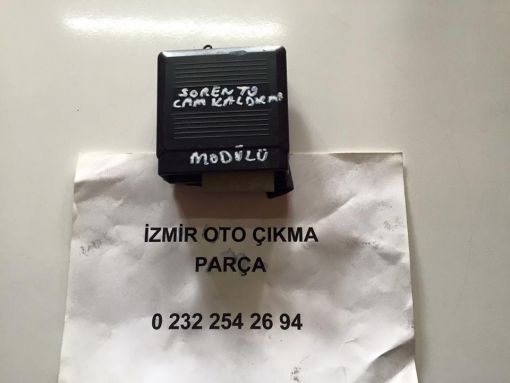 SORENTO
CAM KALDIRMA
MODÜLÜ
İZMİR OTO ÇIKMA
PARÇA
0 232 254 26 94